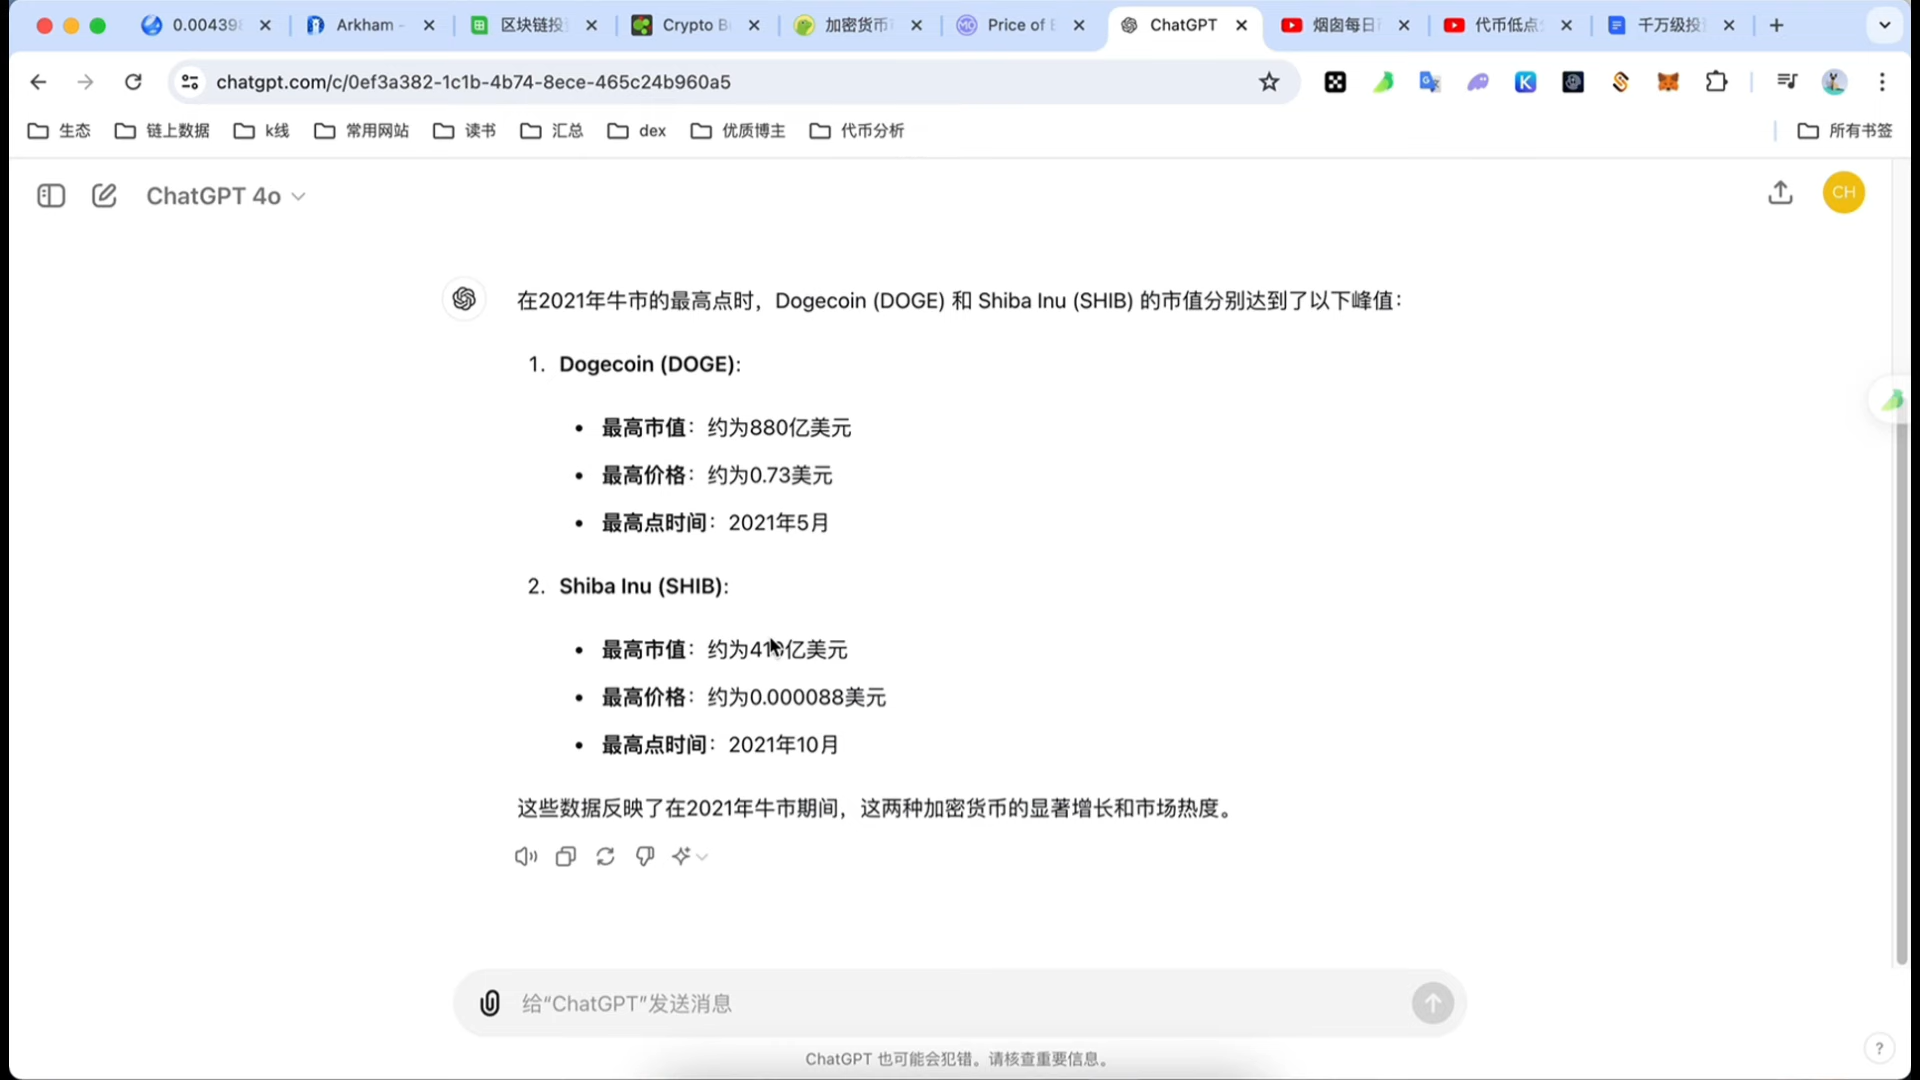 0.004398
Arkham -
区块链投
Crypto B
加密货币
Price of
ChatGPT
烟囱每日
代币低点
千万级投
chatgpt.com/c/0ef3a382-1c1b-4b74-8ece-465c24b960a5
生态
链上数据
k线
常用网站
读书
汇总
dex
优质博主
代币分析
所有书签
ChatGPT 4o
CH
在2021年牛市的最高点时，Dogecoin (DOGE) 和 Shiba Inu (SHIB) 的市值分别达到了以下峰值：
1. Dogecoin (DOGE):
• 最高市值：约为880亿美元
• 最高价格：约为0.73美元
• 最高点时间：2021年5月
2. Shiba Inu (SHIB):
• 最高市值：约为亿美元
• 最高价格：约为0.000088美元
• 最高点时间：2021年10月
这些数据反映了在2021年牛市期间，这两种加密货币的显著增长和市场热度。
给“ChatGPT”发送消息
ChatGPT 也可能会犯错。请核查重要信息。
?